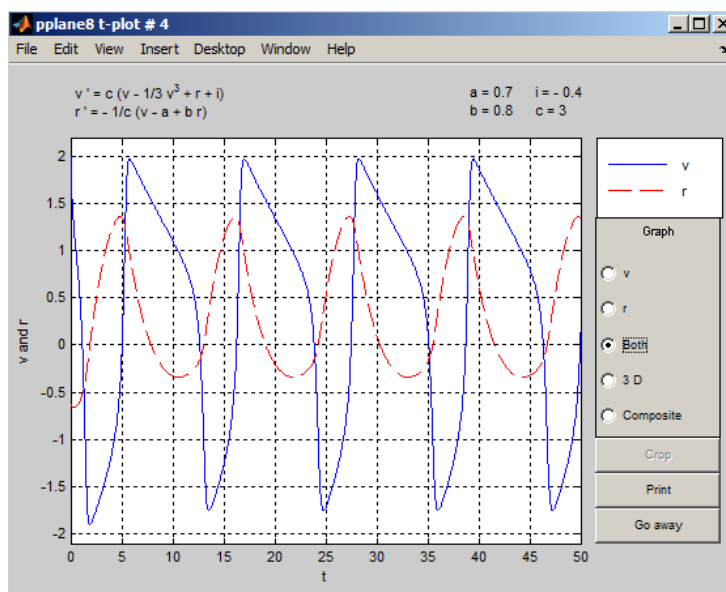 pplane8 t-plot # 4
File Edit View Insert Desktop Window Help
v ' = c (v - 1/3 v³ + r + i)
r ' = - 1/c (v - a + b r)
a = 0.7 i = - 0.4
b = 0.8 c = 3
v and r
2
1.5
1
0.5
0
-0.5
-1
-1.5
-2
0 5 10 15 20 25 30 35 40 45 50
t
v
r
Graph
v
r
Both
3 D
Composite
Crop
Print
Go away